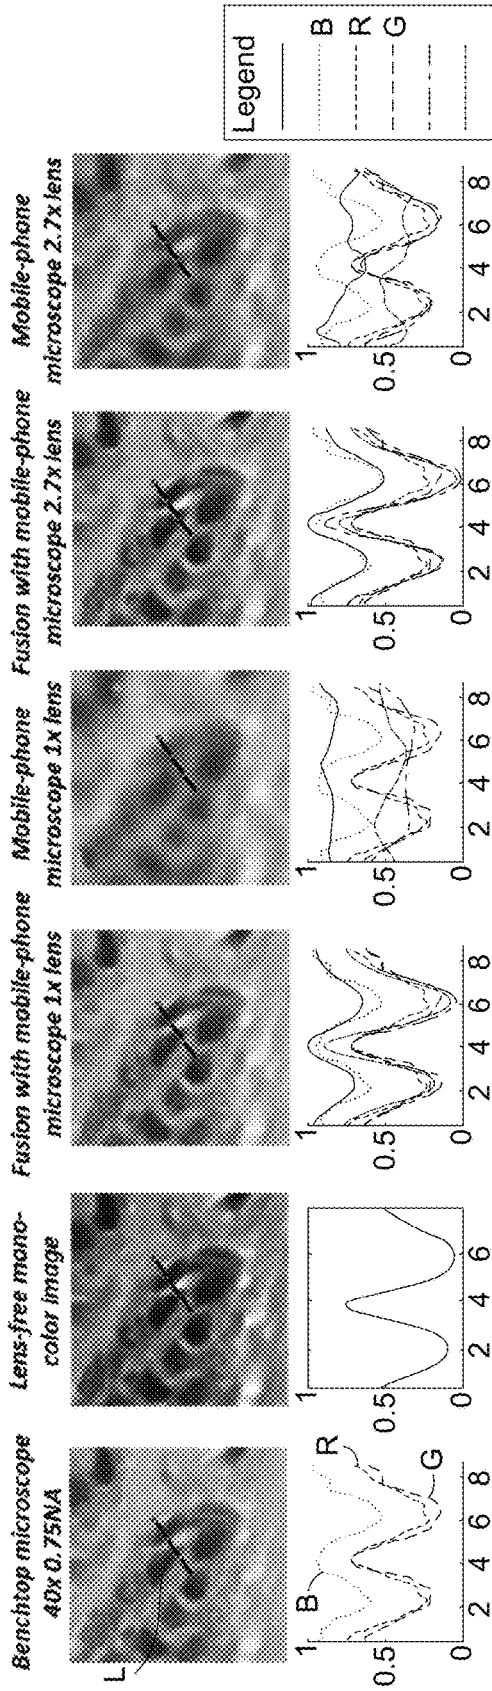 Benchtop microscope
40x 0.75NA
Lens-free mono-
color image
Fusion with mobile-phone
microscope 1x lens
Mobile-phone
microscope 1x lens
Fusion with mobile-phone
microscope 2.7x lens
Mobile-phone
microscope 2.7x lens
L
1
0.5
0
2
4
6
8
B
R
G
1
0.5
0
2
4
6
1
0.5
0
2
4
6
8
1
0.5
0
2
4
6
8
1
0.5
0
2
4
6
8
1
0.5
0
2
4
6
8
Legend
B
R
G